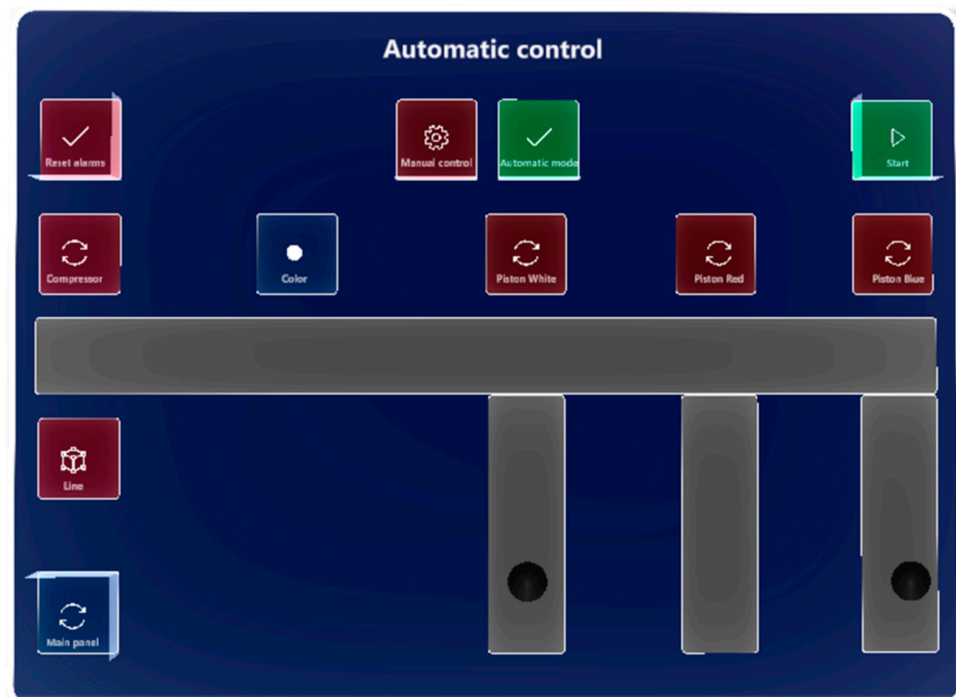 Automatic control
Reset alarms
Manual control
Automatic mode
Start
Compressor
Color
Piston White
Piston Red
Piston Blue
Line
Main panel